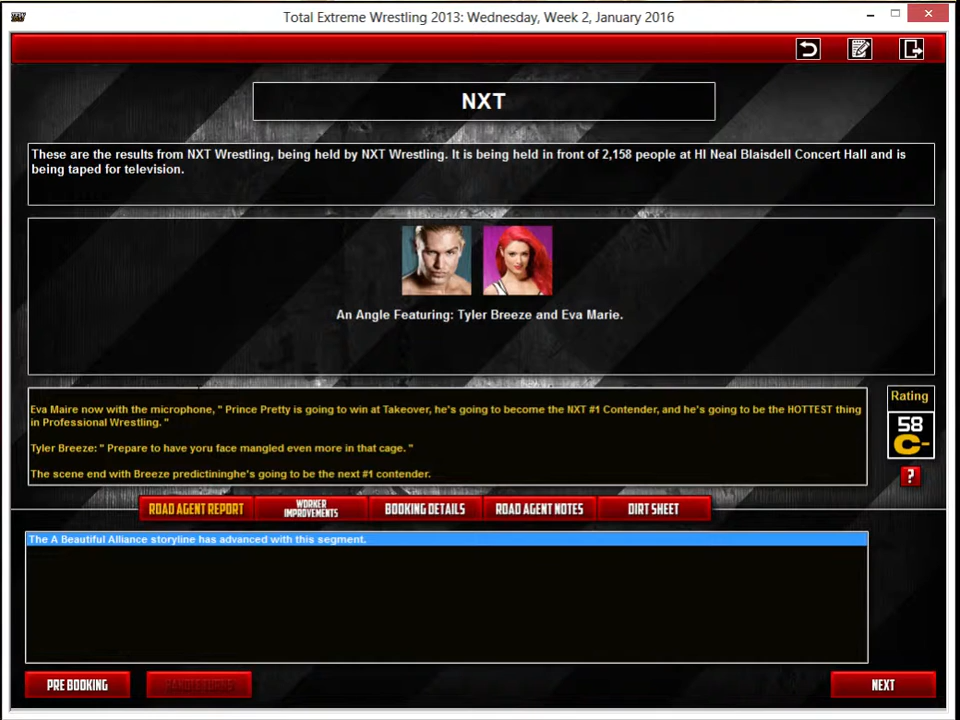 Total Extreme Wrestling 2013: Wednesday, Week 2, January 2016
NXT
These are the results from NXT Wrestling, being held by NXT Wrestling. It is being held in front of 2,158 people at HI Neal Blaisdell Concert Hall and is
being taped for television.
An Angle Featuring: Tyler Breeze and Eva Marie.
Eva Maire now with the microphone, " Prince Pretty is going to win at Takeover, he's going to become the NXT #1 Contender, and he's going to be the HOTTEST thing
in Professional Wrestling. "
Tyler Breeze: " Prepare to have yoru face mangled even more in that cage. "
The scene end with Breeze predictininghe's going to be the next #1 contender.
Rating
58
C-
?
ROAD AGENT REPORT
WORKER
IMPROVEMENTS
BOOKING DETAILS
ROAD AGENT NOTES
DIRT SHEET
The A Beautiful Alliance storyline has advanced with this segment.
PRE BOOKING
NEXT